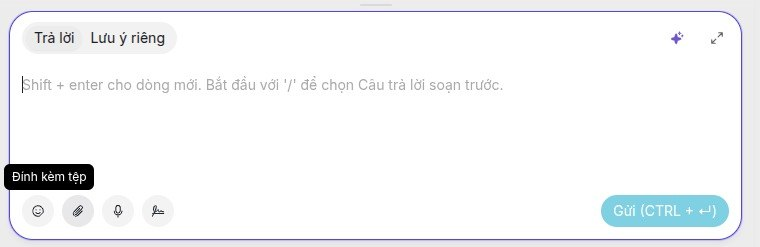 Trả lời Lưu ý riêng
Shift + enter cho dòng mới. Bắt đầu với '/' để chọn Câu trả lời soạn trước.
Đính kèm tệp
Gửi (CTRL + ↵)